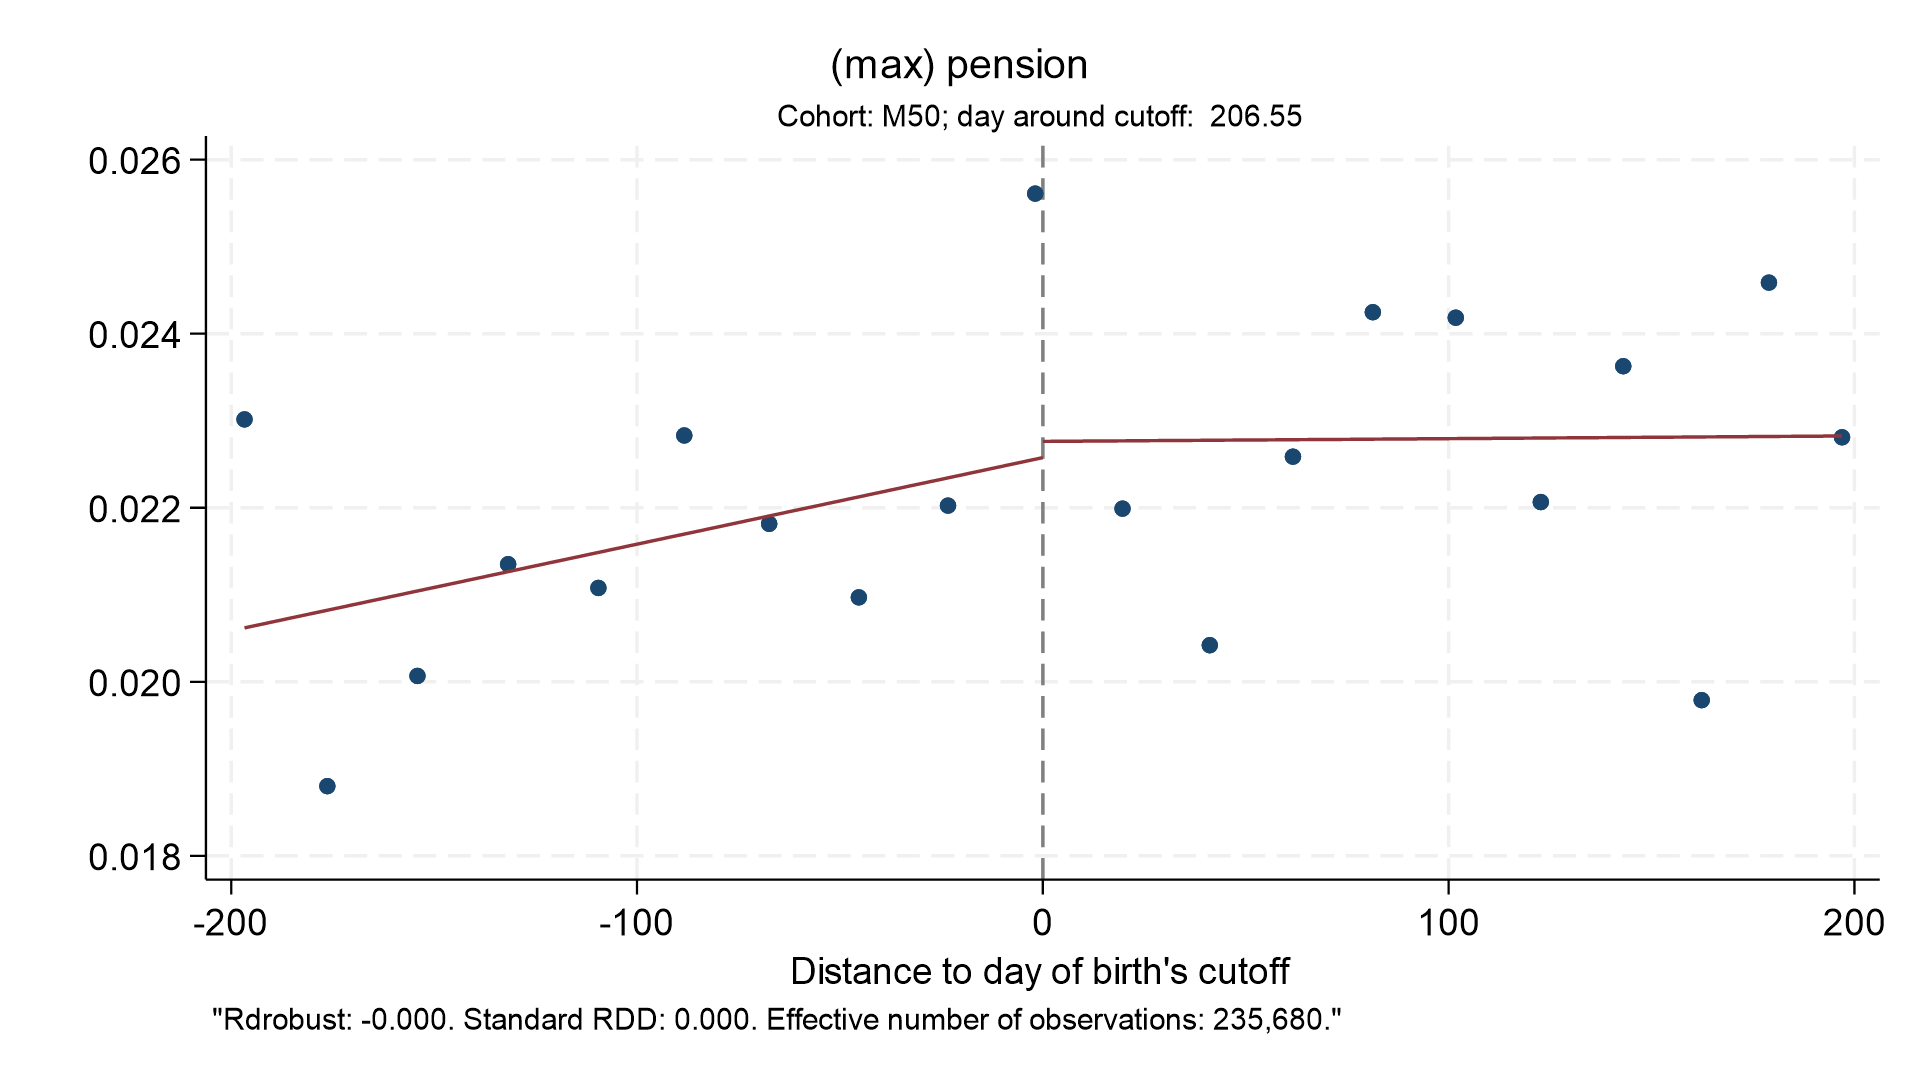 (max) pension
Cohort: M50; day around cutoff:  206.55
0.026
0.024
0.022
0.020
0.018
-200
-100
0
100
200
Distance to day of birth's cutoff
"Rdrobust: -0.000. Standard RDD: 0.000. Effective number of observations: 235,680."